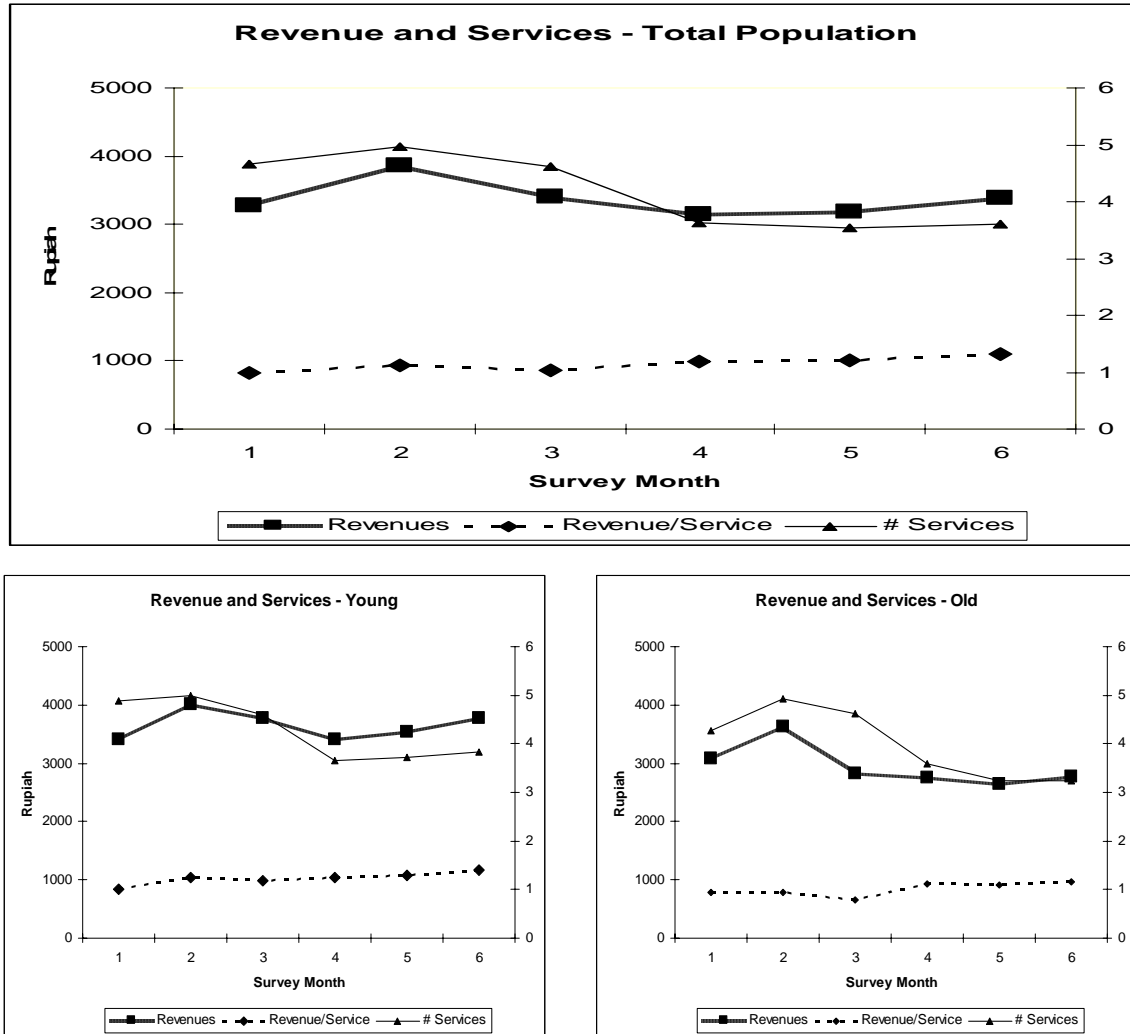 Revenue and Services - Total Population
5000
4000
3000
2000
1000
0
6
5
4
3
2
1
0
Rupiah
1 2 3 4 5 6
Survey Month
Revenues Revenue/Service # Services
Revenue and Services - Young
5000
4000
3000
2000
1000
0
6
5
4
3
2
1
0
Rupiah
1 2 3 4 5 6
Survey Month
Revenues Revenue/Service # Services
Revenue and Services - Old
5000
4000
3000
2000
1000
0
6
5
4
3
2
1
0
Rupiah
1 2 3 4 5 6
Survey Month
Revenues Revenue/Service # Services